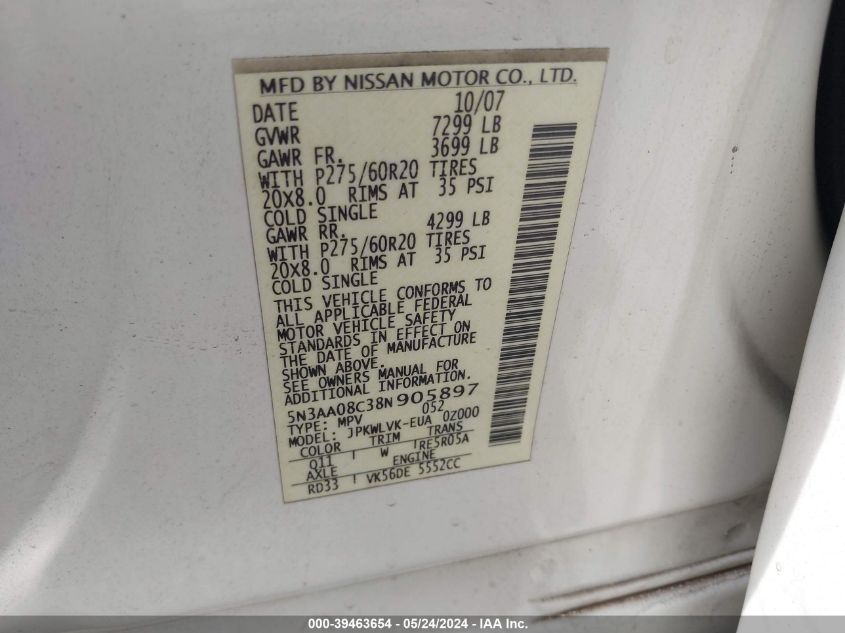 MFD BY NISSAN MOTOR CO., LTD.
DATE 10/07
GVWR 7299 LB
GAWR FR. 3699 LB
WITH P275/60R20 TIRES
20X8.0 RIMS AT 35 PSI
COLD SINGLE
GAWR RR. 4299 LB
WITH P275/60R20 TIRES
20X8.0 RIMS AT 35 PSI
COLD SINGLE
THIS VEHICLE CONFORMS TO
ALL APPLICABLE FEDERAL
MOTOR VEHICLE SAFETY
STANDARDS IN EFFECT ON
THE DATE OF MANUFACTURE
SHOWN ABOVE.
SEE OWNERS MANUAL FOR
ADDITIONAL INFORMATION.
5N3AA08C38N905897
TYPE: MPV 052
MODEL: JPKWLVK-EUA 0Z000
COLOR TRIM TRANS
Q11 W RE5R05A
AXLE ENGINE
RD33 VK56DE 5552CC
000-39463654 - 05/24/2024 - IAA Inc.